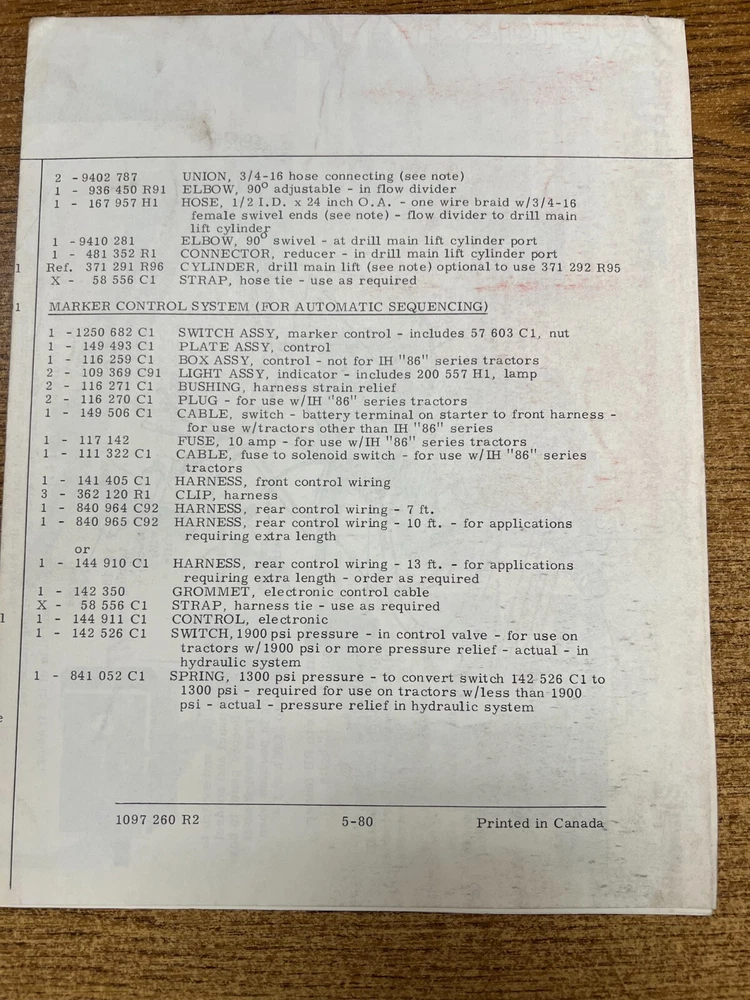 2 - 9402 787 UNION, 3/4-16 hose connecting (see note)
1 - 936 450 R91 ELBOW, 90° adjustable - in flow divider
1 - 167 957 H1 HOSE, 1/2 I.D. x 24 inch O.A. - one wire braid w/3/4-16
female swivel ends (see note) - flow divider to drill main
lift cylinder
1 - 9410 281 ELBOW, 90° swivel - at drill main lift cylinder port
1 - 481 352 R1 CONNECTOR, reducer - in drill main lift cylinder port
1 Ref. 371 291 R96 CYLINDER, drill main lift (see note) optional to use 371 292 R95
X - 58 556 C1 STRAP, hose tie - use as required
1 MARKER CONTROL SYSTEM (FOR AUTOMATIC SEQUENCING)
1 - 1250 682 C1 SWITCH ASSY, marker control - includes 57 603 C1, nut
1 - 149 493 C1 PLATE ASSY, control
1 - 116 259 C1 BOX ASSY, control - not for IH "86" series tractors
2 - 109 369 C91 LIGHT ASSY, indicator - includes 200 557 H1, lamp
2 - 116 271 C1 BUSHING, harness strain relief
2 - 116 270 C1 PLUG - for use w/IH "86" series tractors
1 - 149 506 C1 CABLE, switch - battery terminal on starter to front harness -
for use w/tractors other than IH "86" series
1 - 117 142 FUSE, 10 amp - for use w/IH "86" series tractors
1 - 111 322 C1 CABLE, fuse to solenoid switch - for use w/IH "86" series
tractors
1 - 141 405 C1 HARNESS, front control wiring
3 - 362 120 R1 CLIP, harness
1 - 840 964 C92 HARNESS, rear control wiring - 7 ft.
1 - 840 965 C92 HARNESS, rear control wiring - 10 ft. - for applications
requiring extra length
or
1 - 144 910 C1 HARNESS, rear control wiring - 13 ft. - for applications
requiring extra length - order as required
1 - 142 350 GROMMET, electronic control cable
X - 58 556 C1 STRAP, harness tie - use as required
1 1 - 144 911 C1 CONTROL, electronic
1 - 142 526 C1 SWITCH, 1900 psi pressure - in control valve - for use on
tractors w/1900 psi or more pressure relief - actual - in
hydraulic system
1 - 841 052 C1 SPRING, 1300 psi pressure - to convert switch 142 526 C1 to
1300 psi - required for use on tractors w/less than 1900
psi - actual - pressure relief in hydraulic system
e
1097 260 R2 5-80 Printed in Canada